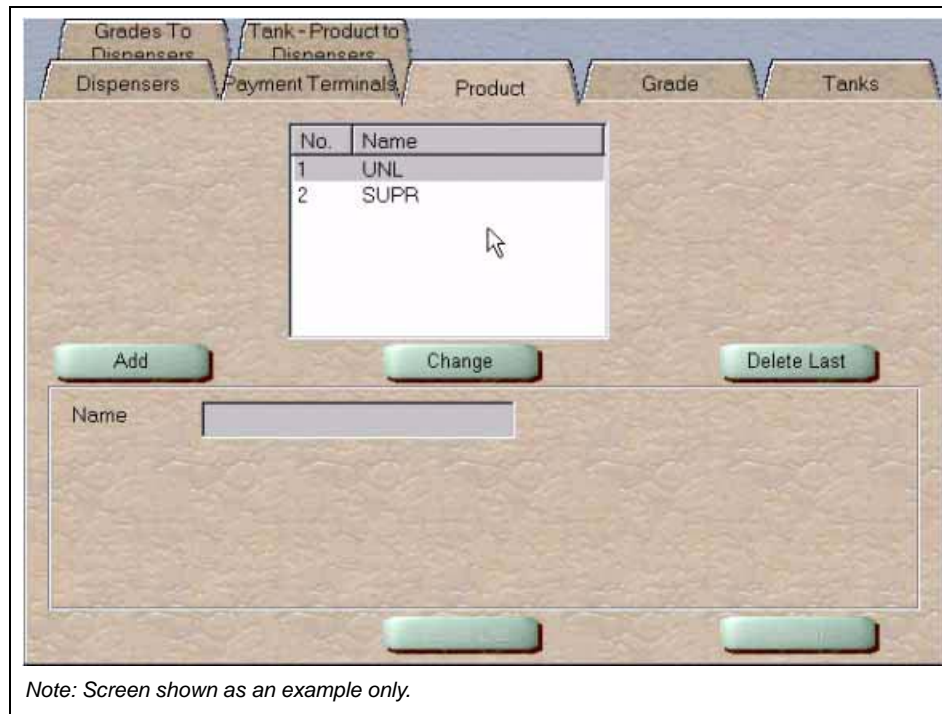 Grades To Dispensers
Tank - Product to Dispensers
Dispensers
Payment Terminals
Product
Grade
Tanks
No. Name
1 UNL
2 SUPR
Add
Change
Delete Last
Name
Note: Screen shown as an example only.